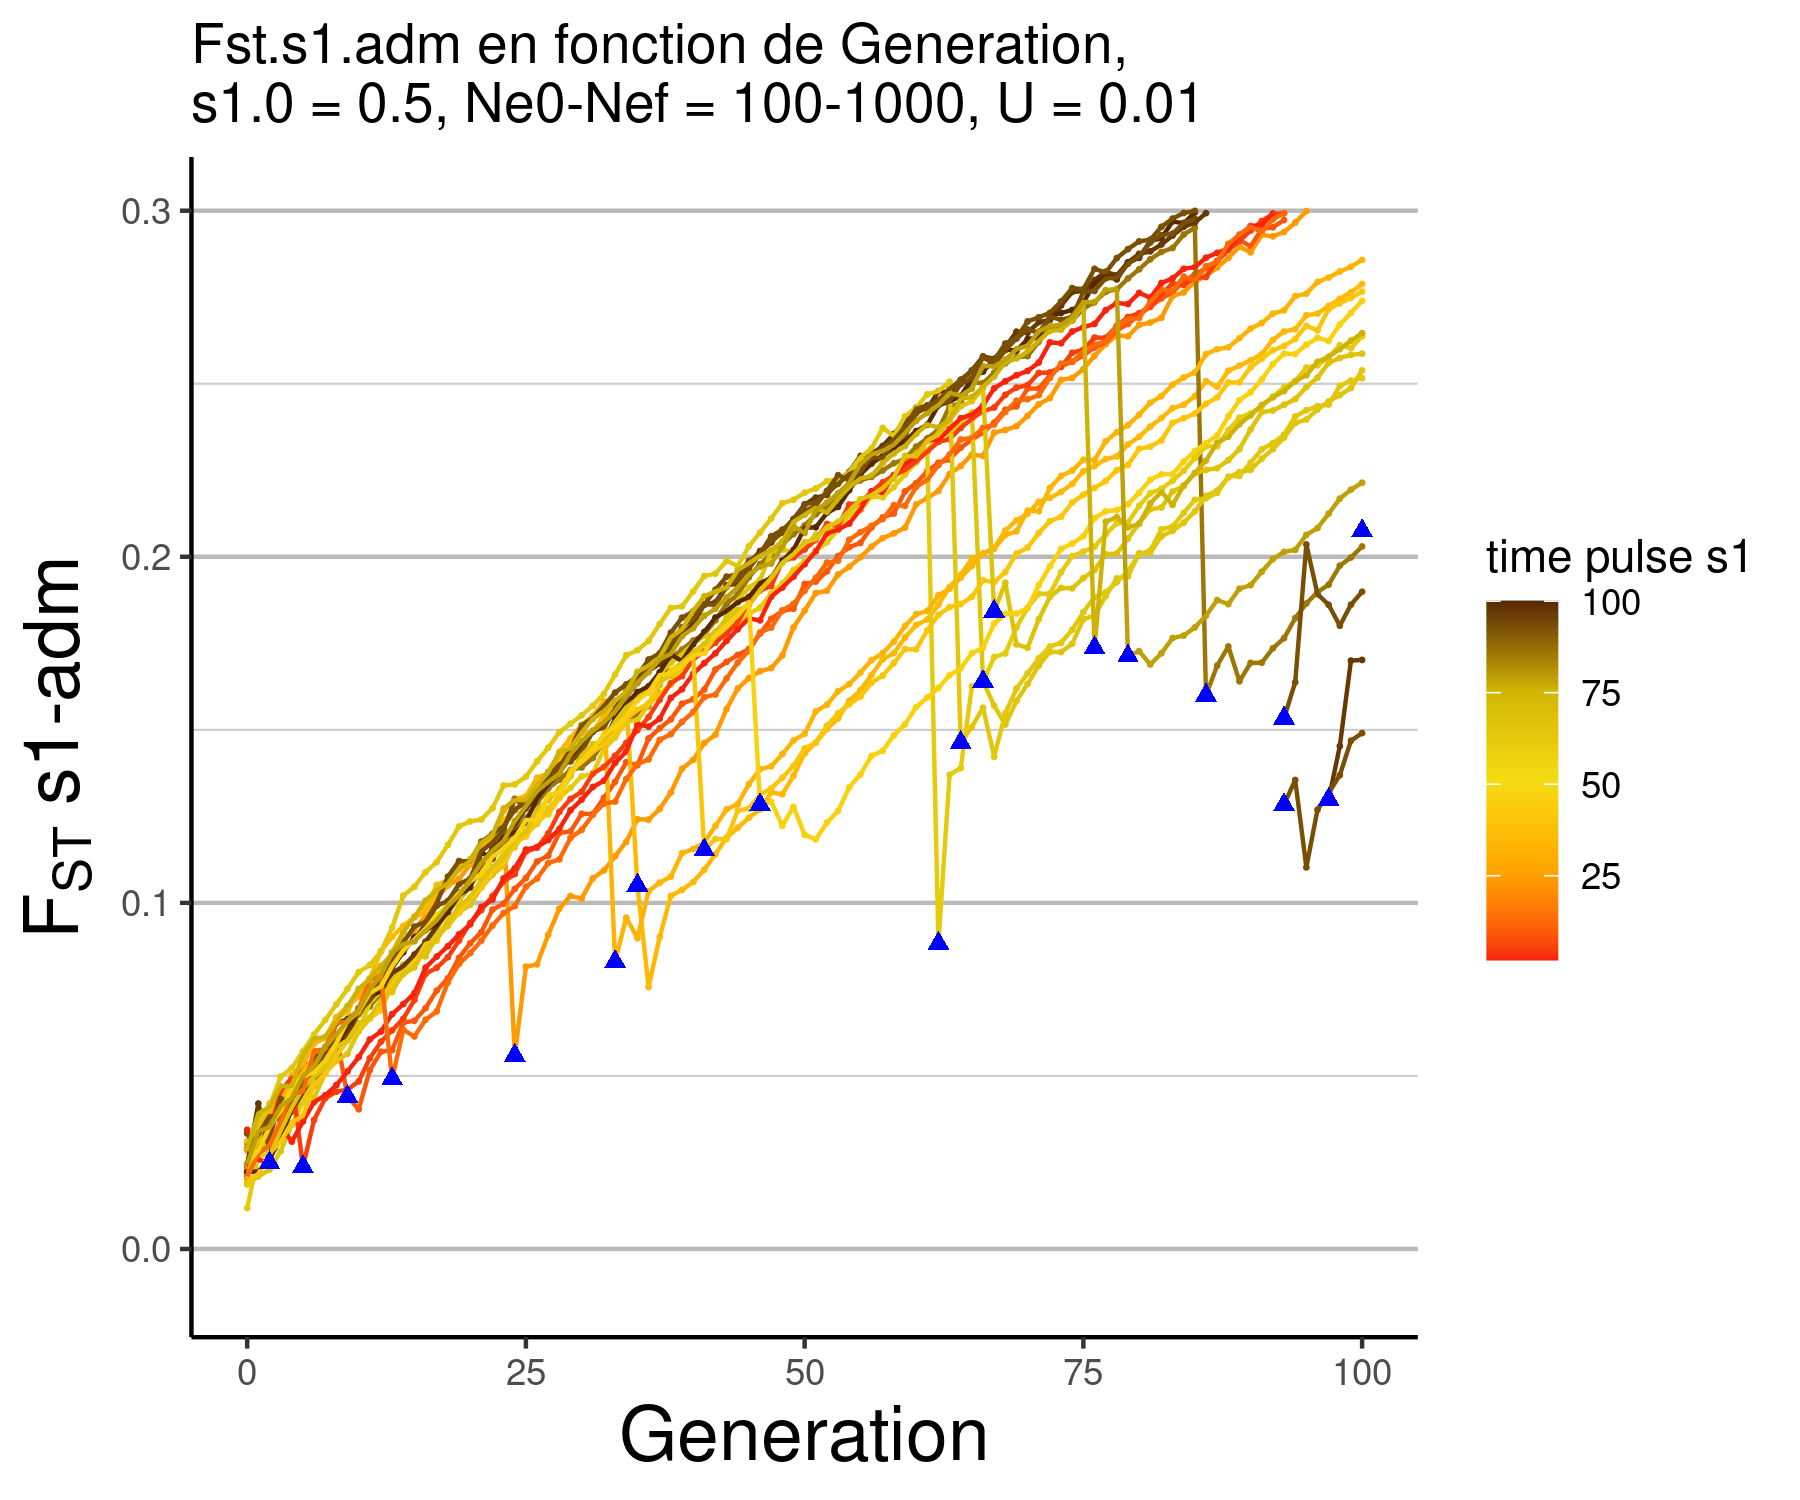 Fst.s1.adm en fonction de Generation,
s1.0 = 0.5, Ne0-Nef = 100-1000, U = 0.01
F_ST s1-adm
0.3
0.2
0.1
0.0
0 25 50 75 100
Generation
time pulse s1
100
75
50
25